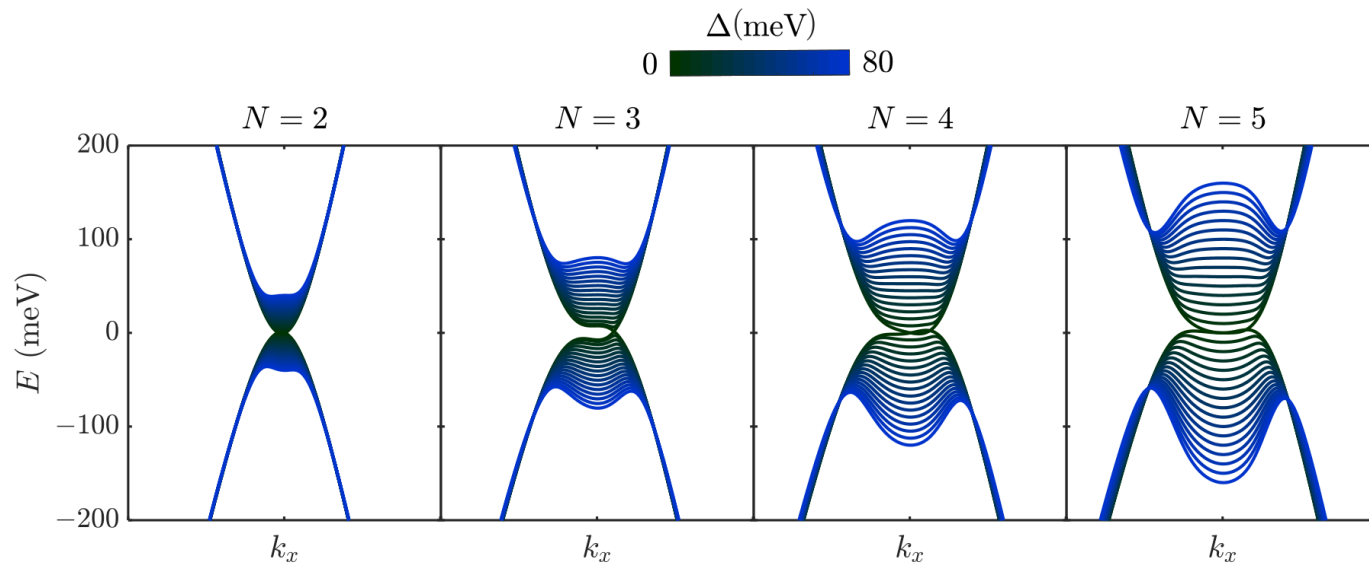 Δ(meV)
0 80
N = 2 N = 3 N = 4 N = 5
200
100
0
−100
−200
E (meV)
k_x k_x k_x k_x